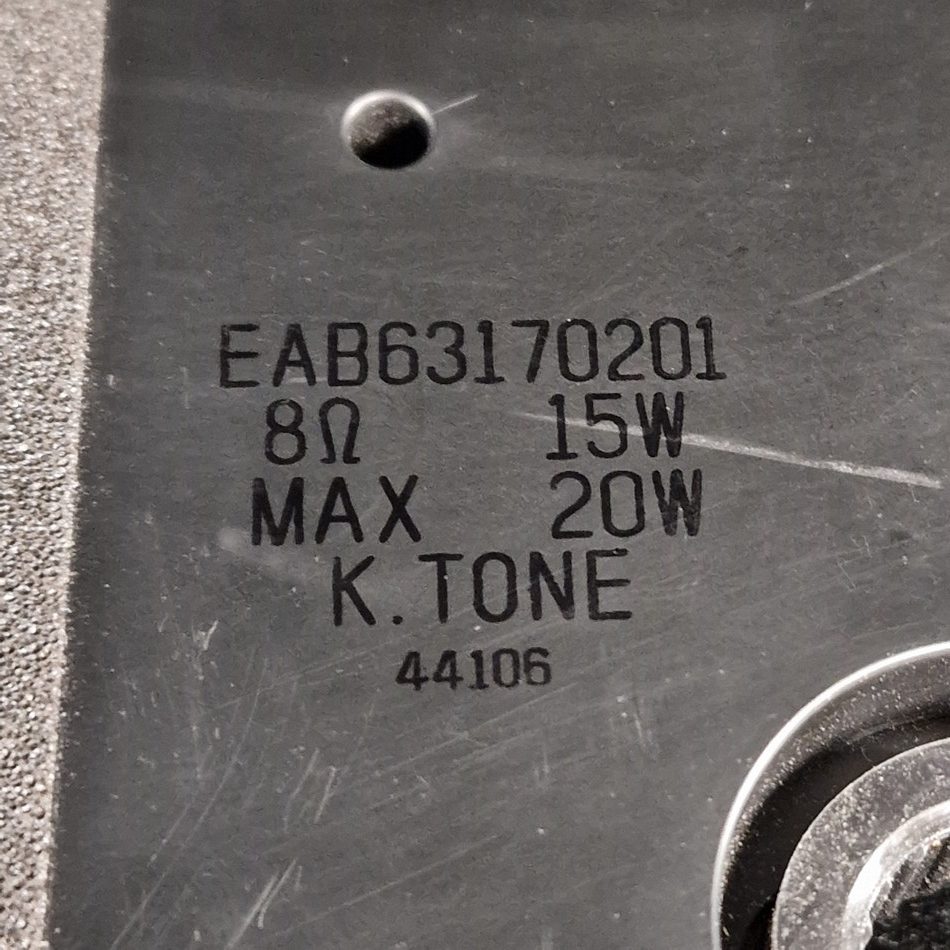 EAB63170201
8Ω 15W
MAX 20W
K.TONE
44106